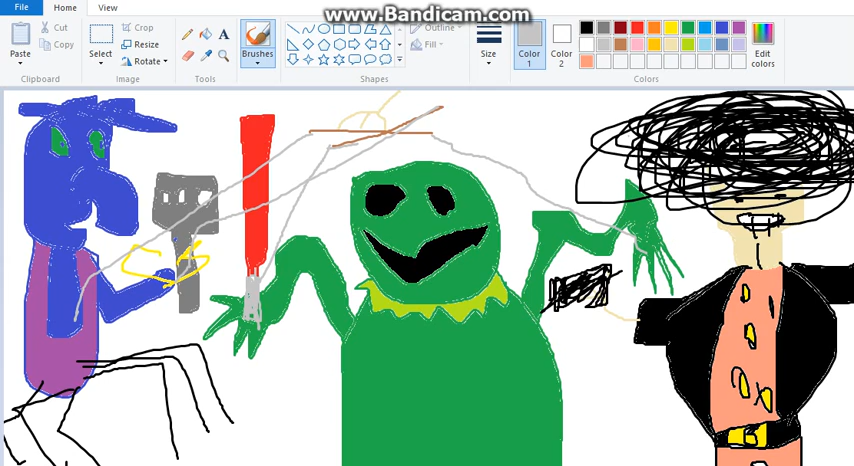 www.Bandicam.com
File Home View
Cut Crop Outline
Copy Resize Fill
Paste Select Rotate A Brushes Size Color 1 Color 2 Edit colors
Clipboard Image Tools Shapes Colors